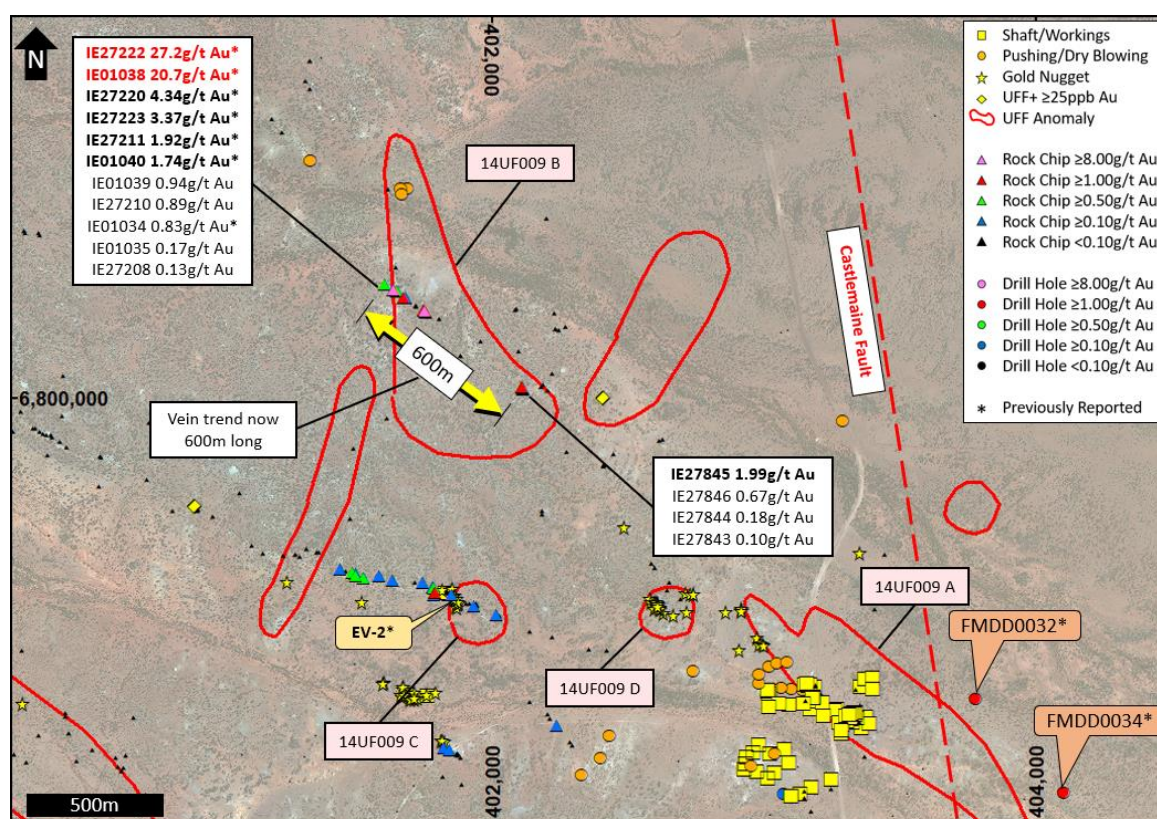 N
IE27222 27.2g/t Au*
IE01038 20.7g/t Au*
IE27220 4.34g/t Au*
IE27223 3.37g/t Au*
IE27211 1.92g/t Au*
IE01040 1.74g/t Au*
IE01039 0.94g/t Au
IE27210 0.89g/t Au
IE01034 0.83g/t Au*
IE01035 0.17g/t Au
IE27208 0.13g/t Au
402,000
14UF009 B
Shaft/Workings
Pushing/Dry Blowing
Gold Nugget
UFF+ ≥25ppb Au
UFF Anomaly
Rock Chip ≥8.00g/t Au
Rock Chip ≥1.00g/t Au
Rock Chip ≥0.50g/t Au
Rock Chip ≥0.10g/t Au
Rock Chip <0.10g/t Au
Drill Hole ≥8.00g/t Au
Drill Hole ≥1.00g/t Au
Drill Hole ≥0.50g/t Au
Drill Hole ≥0.10g/t Au
Drill Hole <0.10g/t Au
* Previously Reported
Castlemaine Fault
600m
6,800,000
Vein trend now
600m long
IE27845 1.99g/t Au
IE27846 0.67g/t Au
IE27844 0.18g/t Au
IE27843 0.10g/t Au
14UF009 A
EV-2*
FMDD0032*
14UF009 D
14UF009 C
FMDD0034*
402,000
404,000
500m